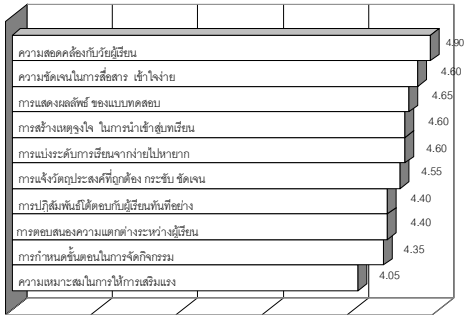 ความสอดคล้องกับวัยผู้เรียน 4.90
ความชัดเจนในการสื่อสาร เข้าใจง่าย 4.60
การแสดงผลลัพธ์ ของแบบทดสอบ 4.65
การสร้างเหตุจูงใจ ในการนำเข้าสู่บทเรียน 4.60
การแบ่งระดับการเรียนจากง่ายไปหายาก 4.60
การแจ้งวัตถุประสงค์ที่ถูกต้อง กระชับ ชัดเจน 4.55
การปฎิสัมพันธ์โต้ตอบกับผู้เรียนทันทีอย่าง 4.40
การตอบสนองความแตกต่างระหว่างผู้เรียน 4.40
การกำหนดขั้นตอนในการจัดกิจกรรม 4.35
ความเหมาะสมในการให้การเสริมแรง 4.05